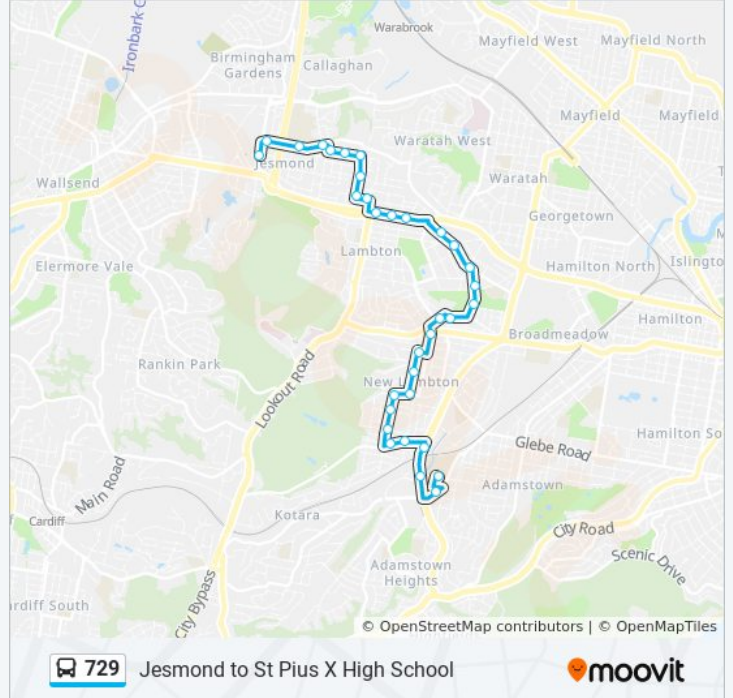 Ironbark C
Warabrook
Mayfield West
Mayfield North
Birmingham
Gardens
Callaghan
Mayfield
Mayfield
Waratah West
Jesmond
Wallsend
Waratah
Georgetown
Lambton
Elermore Vale
Hamilton North
Islingto
Hamilton
Broadmeadow
Rankin Park
Lookout Road
New Lambton
Hamilton So
Glebe Road
Main Road
Adamstown
Cardiff
Kotara
City Road
Scenic Drive
Adamstown
Heights
ardiff South
City Bypass
© OpenStreetMap contributors | © OpenMapTiles
729 Jesmond to St Pius X High School
moovit